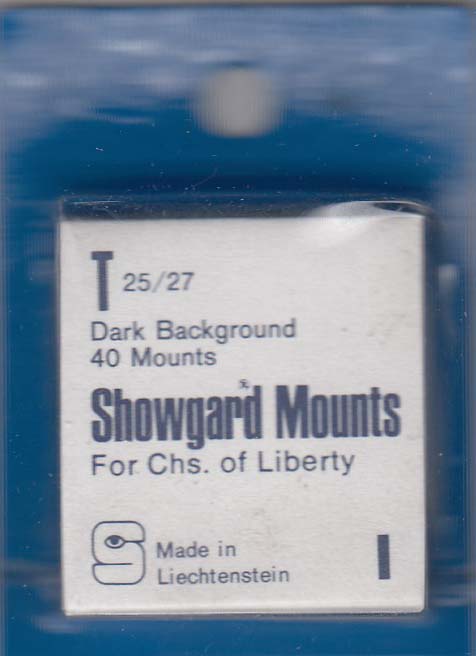 T 25/27
Dark Background
40 Mounts
Showgard Mounts
For Chs. of Liberty
S Made in
Liechtenstein
I